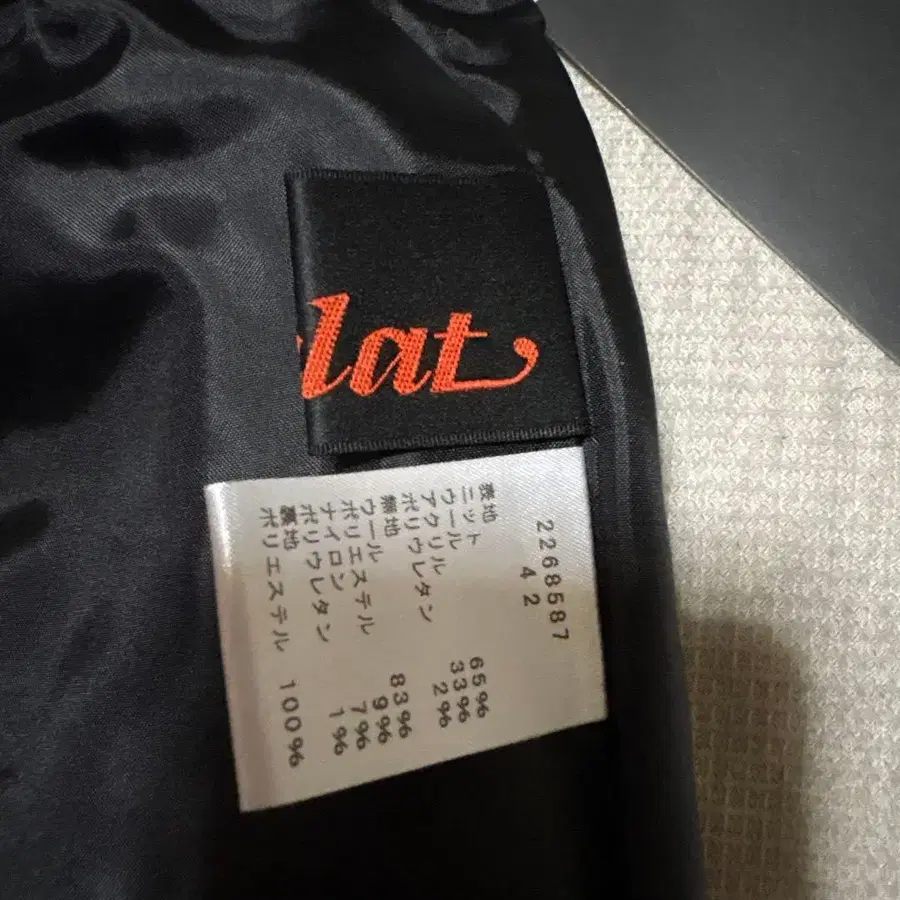 lat
2268587
42
表地
ニット
ウール 65%
アクリル 33%
ポリウレタン 2%
無地
ウール 83%
ポリエステル 9%
ナイロン 7%
ポリウレタン 1%
裏地
ポリエステル 100%